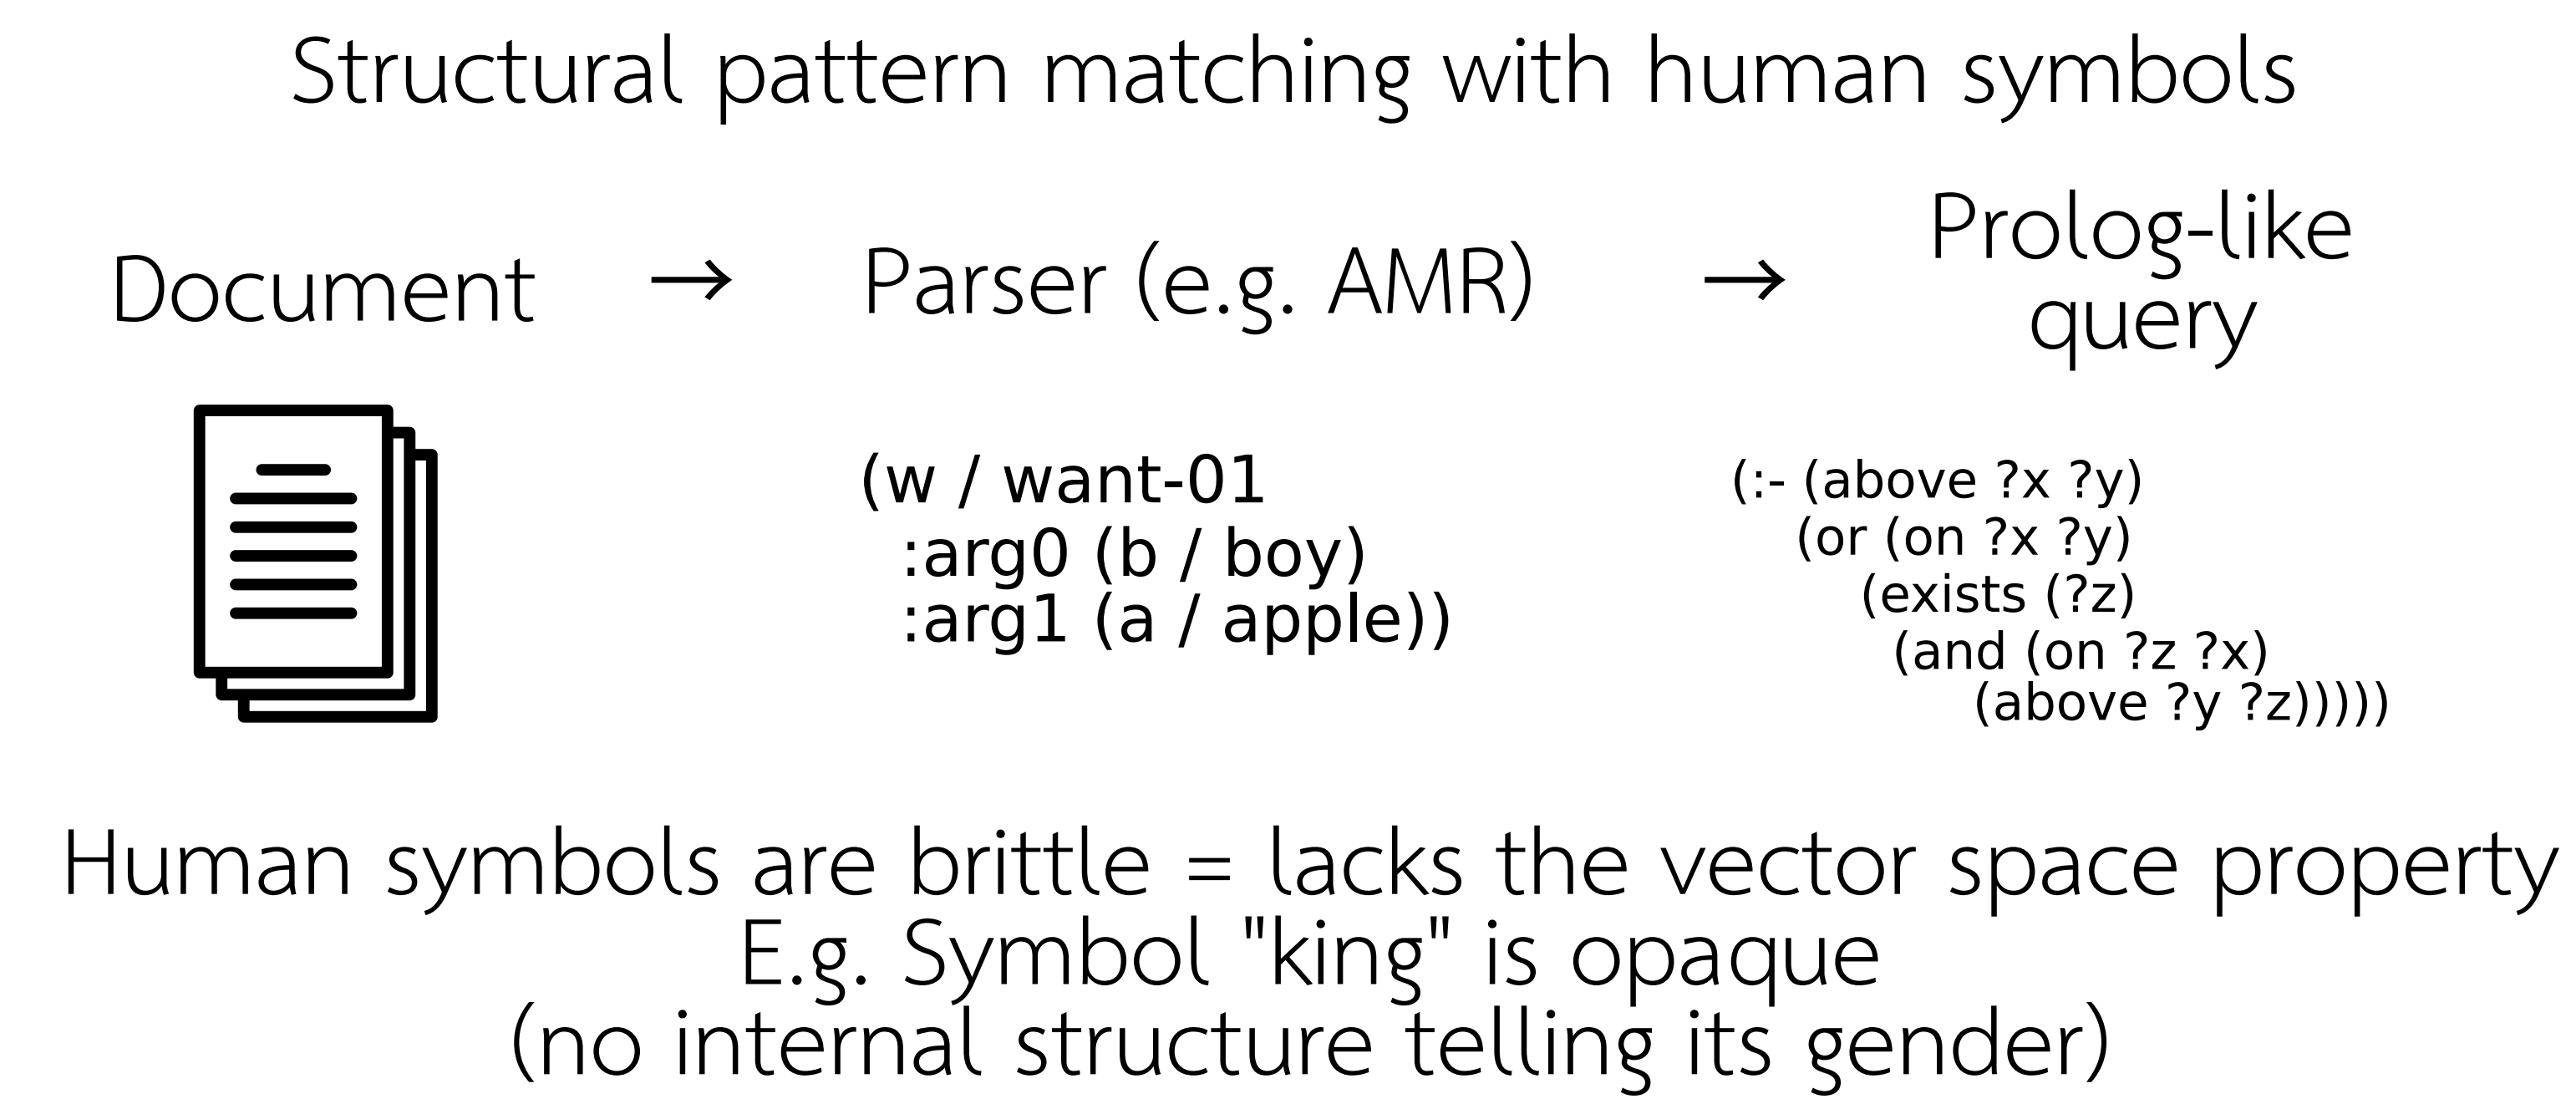 Structural pattern matching with human symbols
Document → Parser (e.g. AMR) → Prolog-like
query
(w / want-01
:arg0 (b / boy)
:arg1 (a / apple))
(:- (above ?x ?y)
(or (on ?x ?y)
(exists (?z)
(and (on ?z ?x)
(above ?y ?z)))))
Human symbols are brittle = lacks the vector space property
E.g. Symbol "king" is opaque
(no internal structure telling its gender)